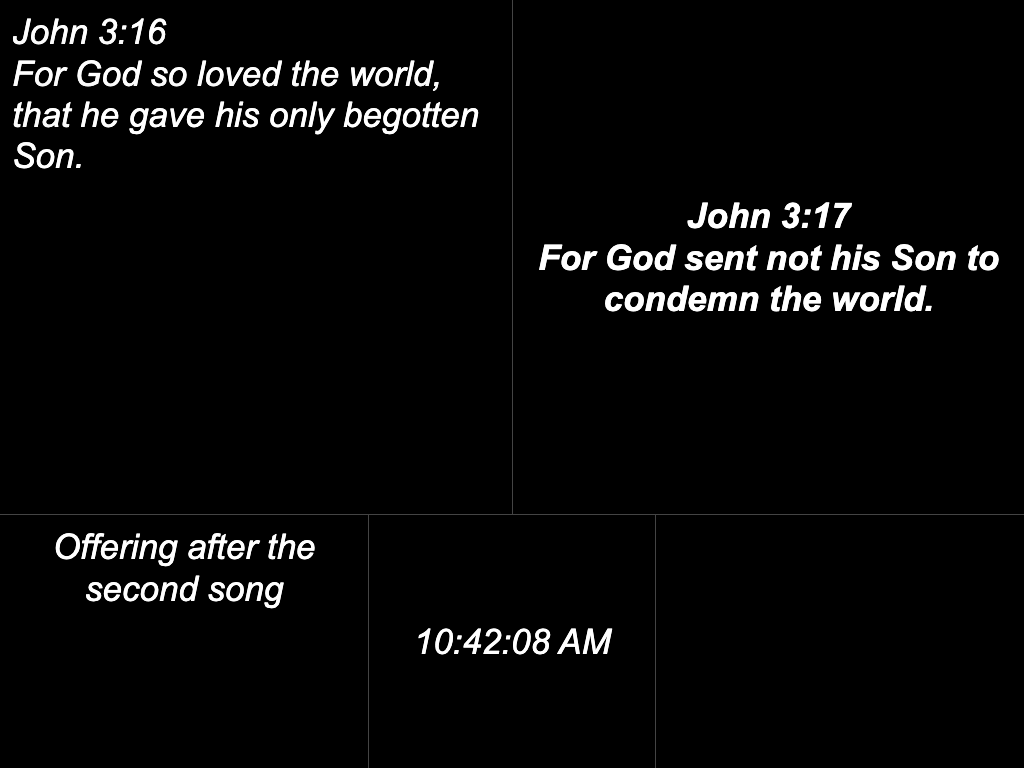 John 3:16
For God so loved the world,
that he gave his only begotten
Son.
John 3:17
For God sent not his Son to
condemn the world.
Offering after the
second song
10:42:08 AM